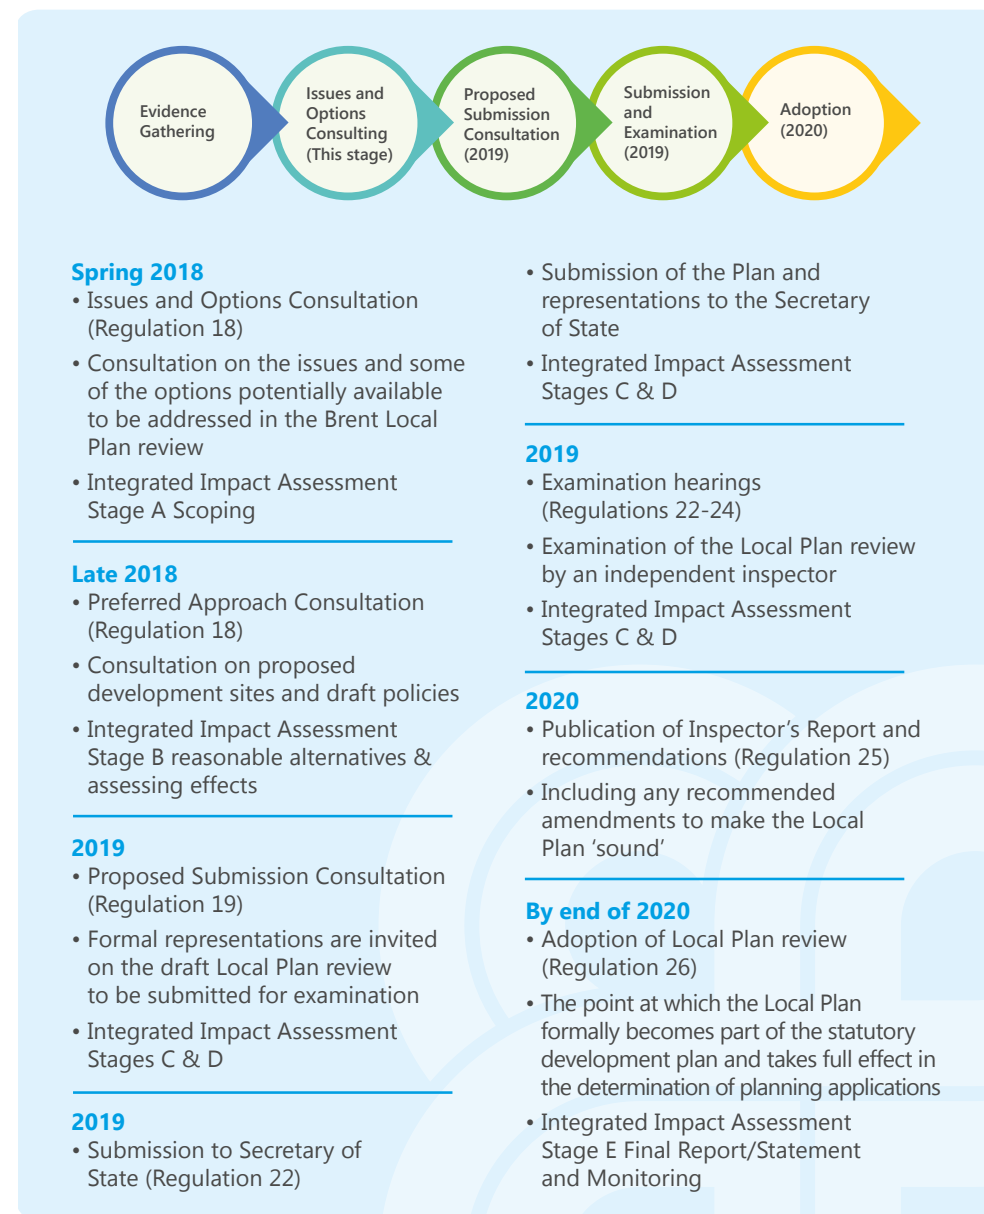 Evidence
Gathering
Issues and
Options
Consulting
(This stage)
Proposed
Submission
Consultation
(2019)
Submission
and
Examination
(2019)
Adoption
(2020)
Spring 2018
• Issues and Options Consultation
(Regulation 18)
• Consultation on the issues and some
of the options potentially available
to be addressed in the Brent Local
Plan review
• Integrated Impact Assessment
Stage A Scoping
Late 2018
• Preferred Approach Consultation
(Regulation 18)
• Consultation on proposed
development sites and draft policies
• Integrated Impact Assessment
Stage B reasonable alternatives &
assessing effects
2019
• Proposed Submission Consultation
(Regulation 19)
• Formal representations are invited
on the draft Local Plan review
to be submitted for examination
• Integrated Impact Assessment
Stages C & D
2019
• Submission to Secretary of
State (Regulation 22)
• Submission of the Plan and
representations to the Secretary
of State
• Integrated Impact Assessment
Stages C & D
2019
• Examination hearings
(Regulations 22-24)
• Examination of the Local Plan review
by an independent inspector
• Integrated Impact Assessment
Stages C & D
2020
• Publication of Inspector’s Report and
recommendations (Regulation 25)
• Including any recommended
amendments to make the Local
Plan ‘sound’
By end of 2020
• Adoption of Local Plan review
(Regulation 26)
• The point at which the Local Plan
formally becomes part of the statutory
development plan and takes full effect in
the determination of planning applications
• Integrated Impact Assessment
Stage E Final Report/Statement
and Monitoring